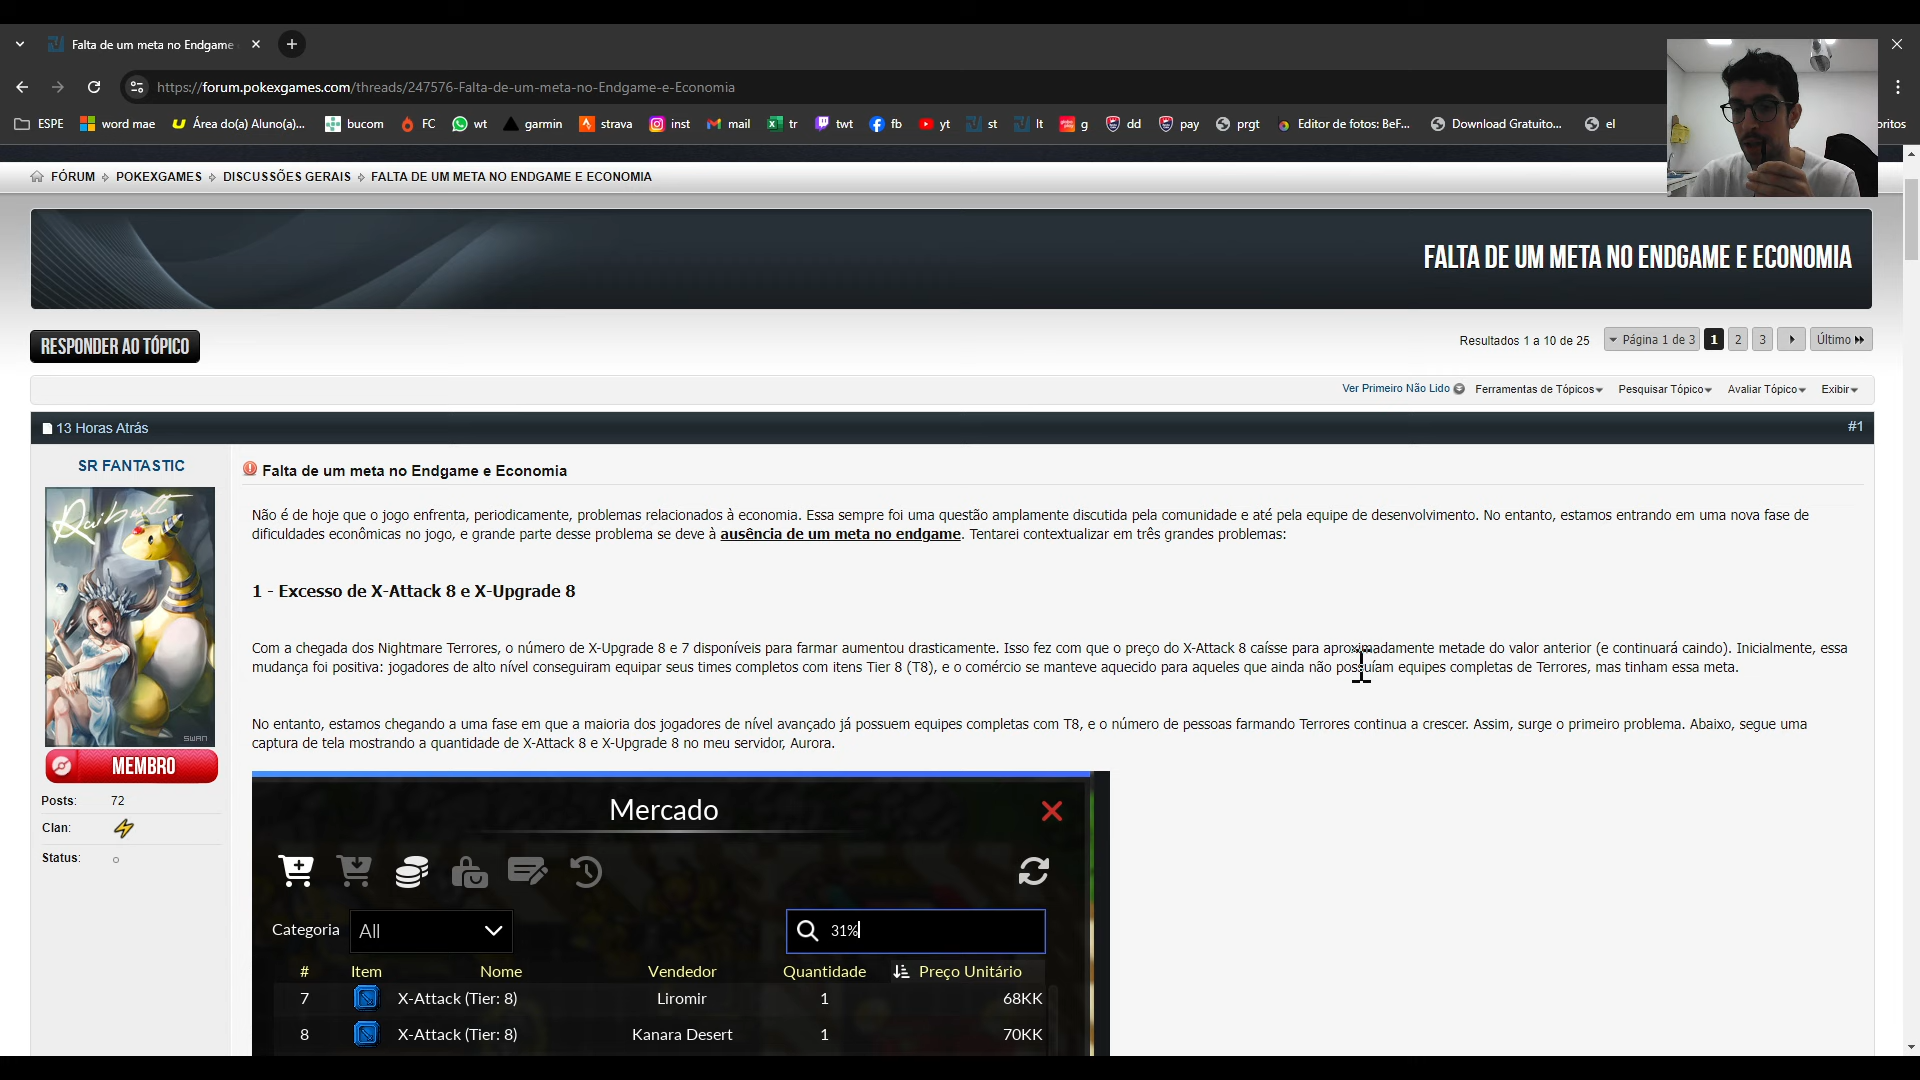 Falta de um meta no Endgame
https://forum.pokexgames.com/threads/247576-Falta-de-um-meta-no-Endgame-e-Economia
ESPE word mae Área do(a) Aluno(a)... bucom FC wt garmin strava inst mail tr twt fb yt st lt g dd pay prgt Editor de fotos: BeF... Download Gratuito... el oritos
FÓRUM POKEXGAMES DISCUSSÕES GERAIS FALTA DE UM META NO ENDGAME E ECONOMIA
FALTA DE UM META NO ENDGAME E ECONOMIA
RESPONDER AO TÓPICO
Resultados 1 a 10 de 25 Página 1 de 3 1 2 3 Último
Ver Primeiro Não Lido Ferramentas de Tópicos Pesquisar Tópico Avaliar Tópico Exibir
13 Horas Atrás #1
SR FANTASTIC
Falta de um meta no Endgame e Economia
Não é de hoje que o jogo enfrenta, periodicamente, problemas relacionados à economia. Essa sempre foi uma questão amplamente discutida pela comunidade e até pela equipe de desenvolvimento. No entanto, estamos entrando em uma nova fase de
dificuldades econômicas no jogo, e grande parte desse problema se deve à ausência de um meta no endgame. Tentarei contextualizar em três grandes problemas:
1 - Excesso de X-Attack 8 e X-Upgrade 8
Com a chegada dos Nightmare Terrores, o número de X-Upgrade 8 e 7 disponíveis para farmar aumentou drasticamente. Isso fez com que o preço do X-Attack 8 caísse para aproximadamente metade do valor anterior (e continuará caindo). Inicialmente, essa
mudança foi positiva: jogadores de alto nível conseguiram equipar seus times completos com itens Tier 8 (T8), e o comércio se manteve aquecido para aqueles que ainda não possuíam equipes completas de Terrores, mas tinham essa meta.
No entanto, estamos chegando a uma fase em que a maioria dos jogadores de nível avançado já possuem equipes completas com T8, e o número de pessoas farmando Terrores continua a crescer. Assim, surge o primeiro problema. Abaixo, segue uma
captura de tela mostrando a quantidade de X-Attack 8 e X-Upgrade 8 no meu servidor, Aurora.
SWAN
MEMBRO
Posts: 72
Clan:
Status:
Mercado
Categoria All 31%
# Item Nome Vendedor Quantidade Preço Unitário
7 X-Attack (Tier: 8) Liromir 1 68KK
8 X-Attack (Tier: 8) Kanara Desert 1 70KK